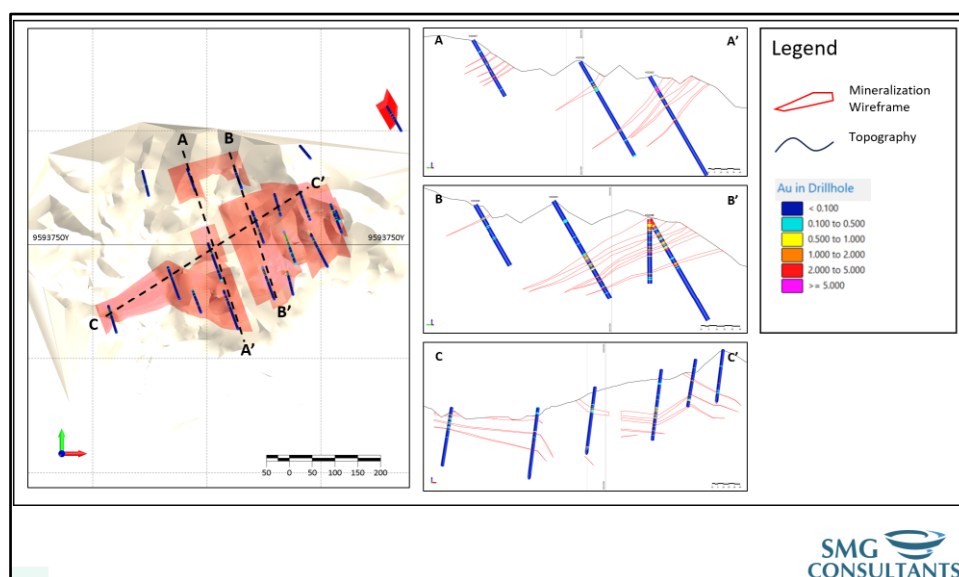 A
B
C'
9593750Y
9593750Y
C
B'
A'
50 0 50 100 150 200
A
A'
B
B'
C
C'
Legend
Mineralization
Wireframe
Topography
Au in Drillhole
< 0.100
0.100 to 0.500
0.500 to 1.000
1.000 to 2.000
2.000 to 5.000
>= 5.000
SMG
CONSULTANTS